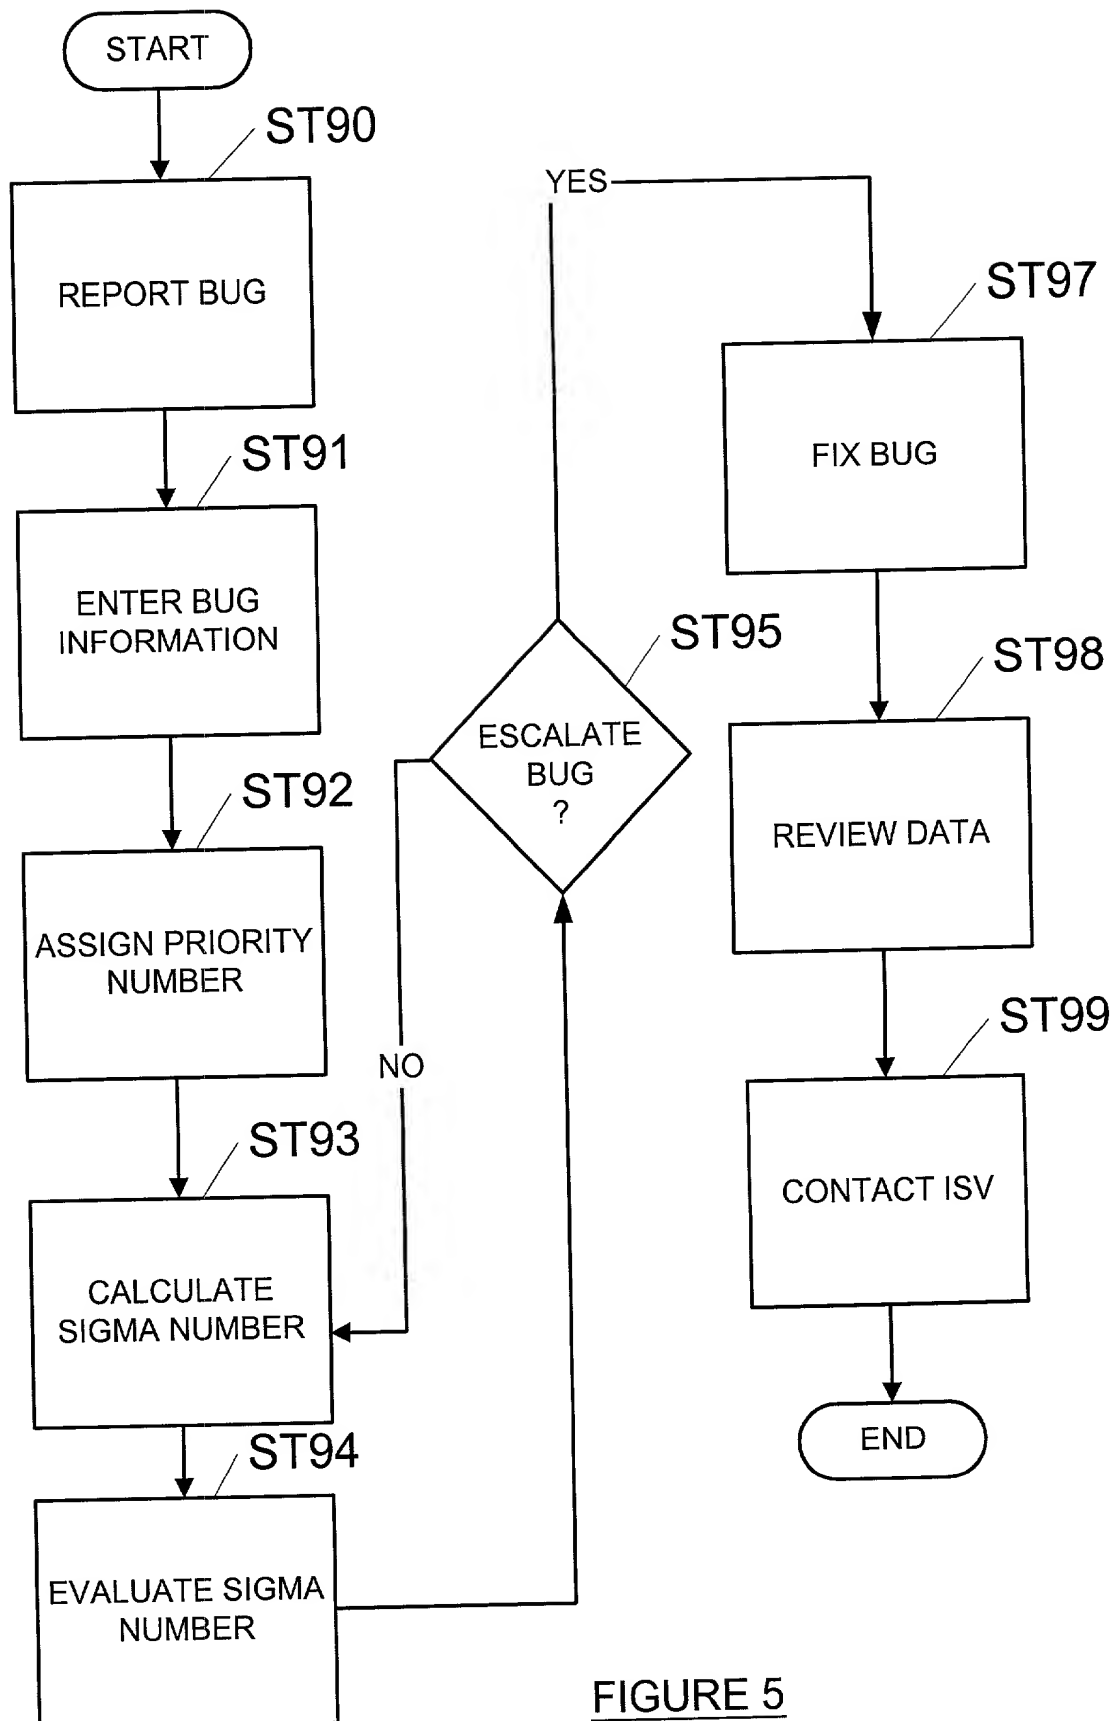 START
ST90
REPORT BUG
ST91
ENTER BUG
INFORMATION
ST92
ASSIGN PRIORITY
NUMBER
ST93
CALCULATE
SIGMA NUMBER
ST94
EVALUATE SIGMA
NUMBER
ST95
ESCALATE
BUG
?
NO
YES
ST97
FIX BUG
ST98
REVIEW DATA
ST99
CONTACT ISV
END
FIGURE 5